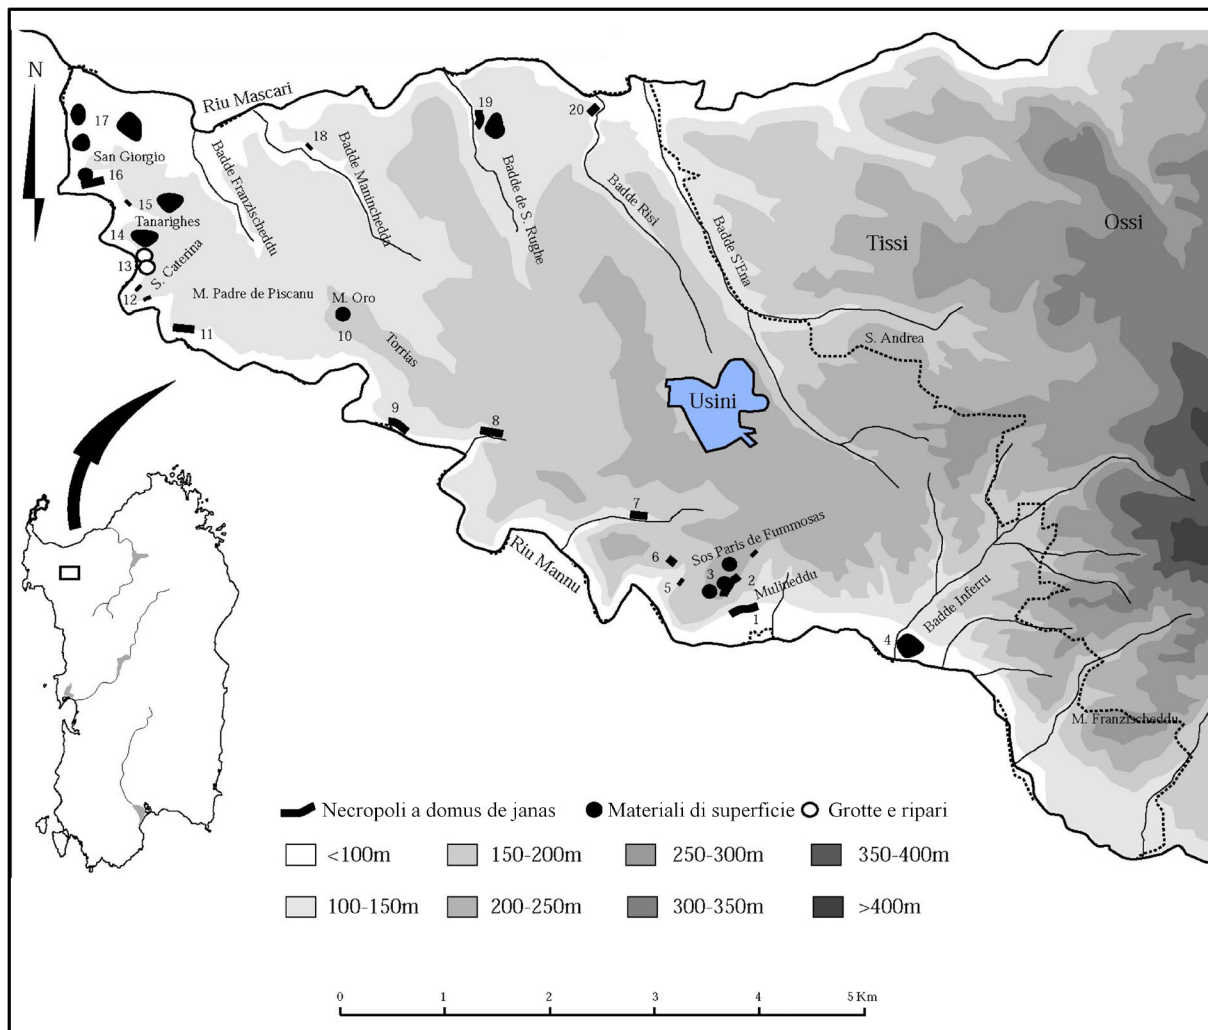 N
Riu Mascari
17
San Giorgio
16
15
Tanarighes
14
13
S. Caterina
12
11
Badde Franzischeddu
18
Badde Maninchedda
19
Badde de S. Rughe
20
Badde Risi
Badde S'Ena
Tissi
Ossi
M. Padre de Piscanu
M. Oro
10
Torrias
S. Andrea
Usini
9
8
7
Riu Mannu
6
Sos Paris de Fummosas
5
3
2
Mulineddu
1
4
Badde Inferru
M. Franzischeddu
Necropoli a domus de janas
Materiali di superficie
Grotte e ripari
<100m
150-200m
250-300m
350-400m
100-150m
200-250m
300-350m
>400m
0 1 2 3 4 5 Km